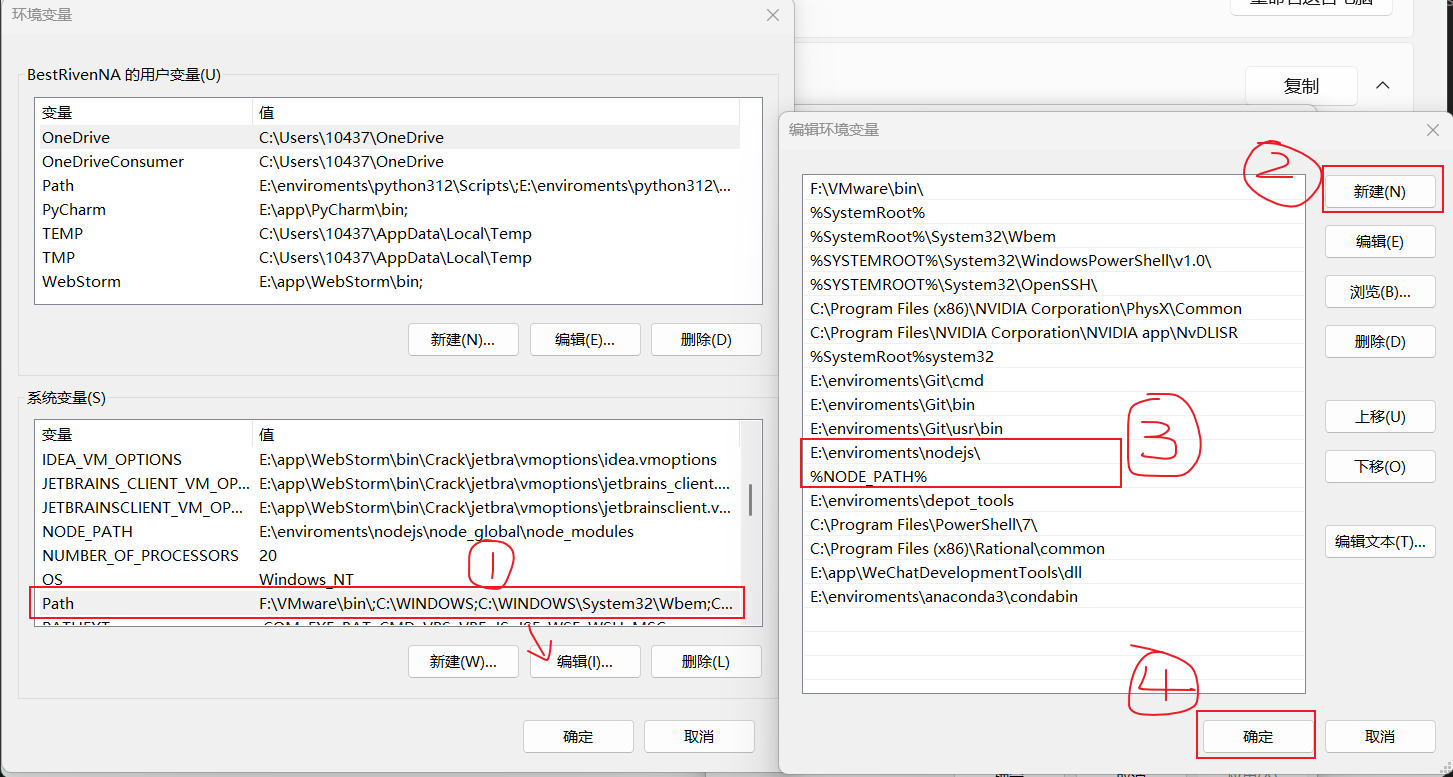 环境变量
BestRivenNA 的用户变量(U)
变量 值
OneDrive C:\Users\10437\OneDrive
OneDriveConsumer C:\Users\10437\OneDrive
Path E:\enviroments\python312\Scripts\;E:\enviroments\python312\...
PyCharm E:\app\PyCharm\bin;
TEMP C:\Users\10437\AppData\Local\Temp
TMP C:\Users\10437\AppData\Local\Temp
WebStorm E:\app\WebStorm\bin;
新建(N)... 编辑(E)... 删除(D)
系统变量(S)
变量 值
IDEA_VM_OPTIONS E:\app\WebStorm\bin\Crack\jetbra\vmoptions\idea.vmoptions
JETBRAINS_CLIENT_VM_OP... E:\app\WebStorm\bin\Crack\jetbra\vmoptions\jetbrains_client....
JETBRAINSCLIENT_VM_OP... E:\app\WebStorm\bin\Crack\jetbra\vmoptions\jetbrainsclient.v...
NODE_PATH E:\enviroments\nodejs\node_global\node_modules
NUMBER_OF_PROCESSORS 20
OS Windows_NT
1
Path F:\VMware\bin\;C:\WINDOWS;C:\WINDOWS\System32\Wbem;C...
新建(W)... 编辑(I)... 删除(L)
确定 取消
复制
编辑环境变量
2
F:\VMware\bin\
%SystemRoot%
%SystemRoot%\System32\Wbem
%SYSTEMROOT%\System32\WindowsPowerShell\v1.0\
%SYSTEMROOT%\System32\OpenSSH\
C:\Program Files (x86)\NVIDIA Corporation\PhysX\Common
C:\Program Files\NVIDIA Corporation\NVIDIA app\NvDLISR
%SystemRoot%system32
E:\enviroments\Git\cmd
E:\enviroments\Git\bin
E:\enviroments\Git\usr\bin
3
E:\enviroments\nodejs\
%NODE_PATH%
E:\enviroments\depot_tools
C:\Program Files\PowerShell\7\
C:\Program Files (x86)\Rational\common
E:\app\WeChatDevelopmentTools\dll
E:\enviroments\anaconda3\condabin
新建(N)
编辑(E)
浏览(B)...
删除(D)
上移(U)
下移(O)
编辑文本(T)...
4
确定 取消